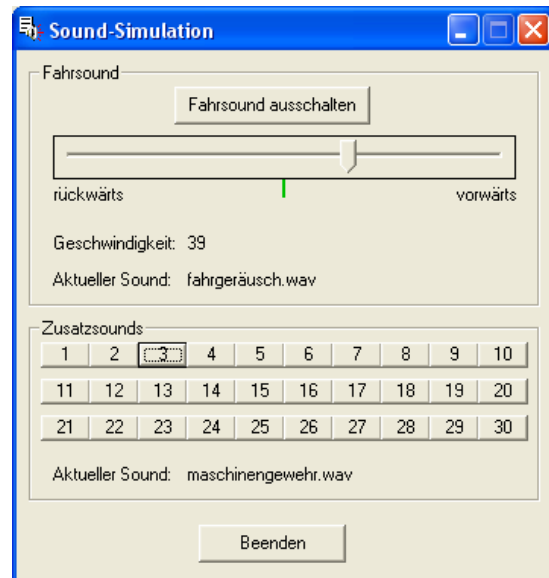 Sound-Simulation
Fahrsound
Fahrsound ausschalten
rückwärts vorwärts
Geschwindigkeit: 39
Aktueller Sound: fahrgeräusch.wav
Zusatzsounds
1 2 3 4 5 6 7 8 9 10
11 12 13 14 15 16 17 18 19 20
21 22 23 24 25 26 27 28 29 30
Aktueller Sound: maschinengewehr.wav
Beenden